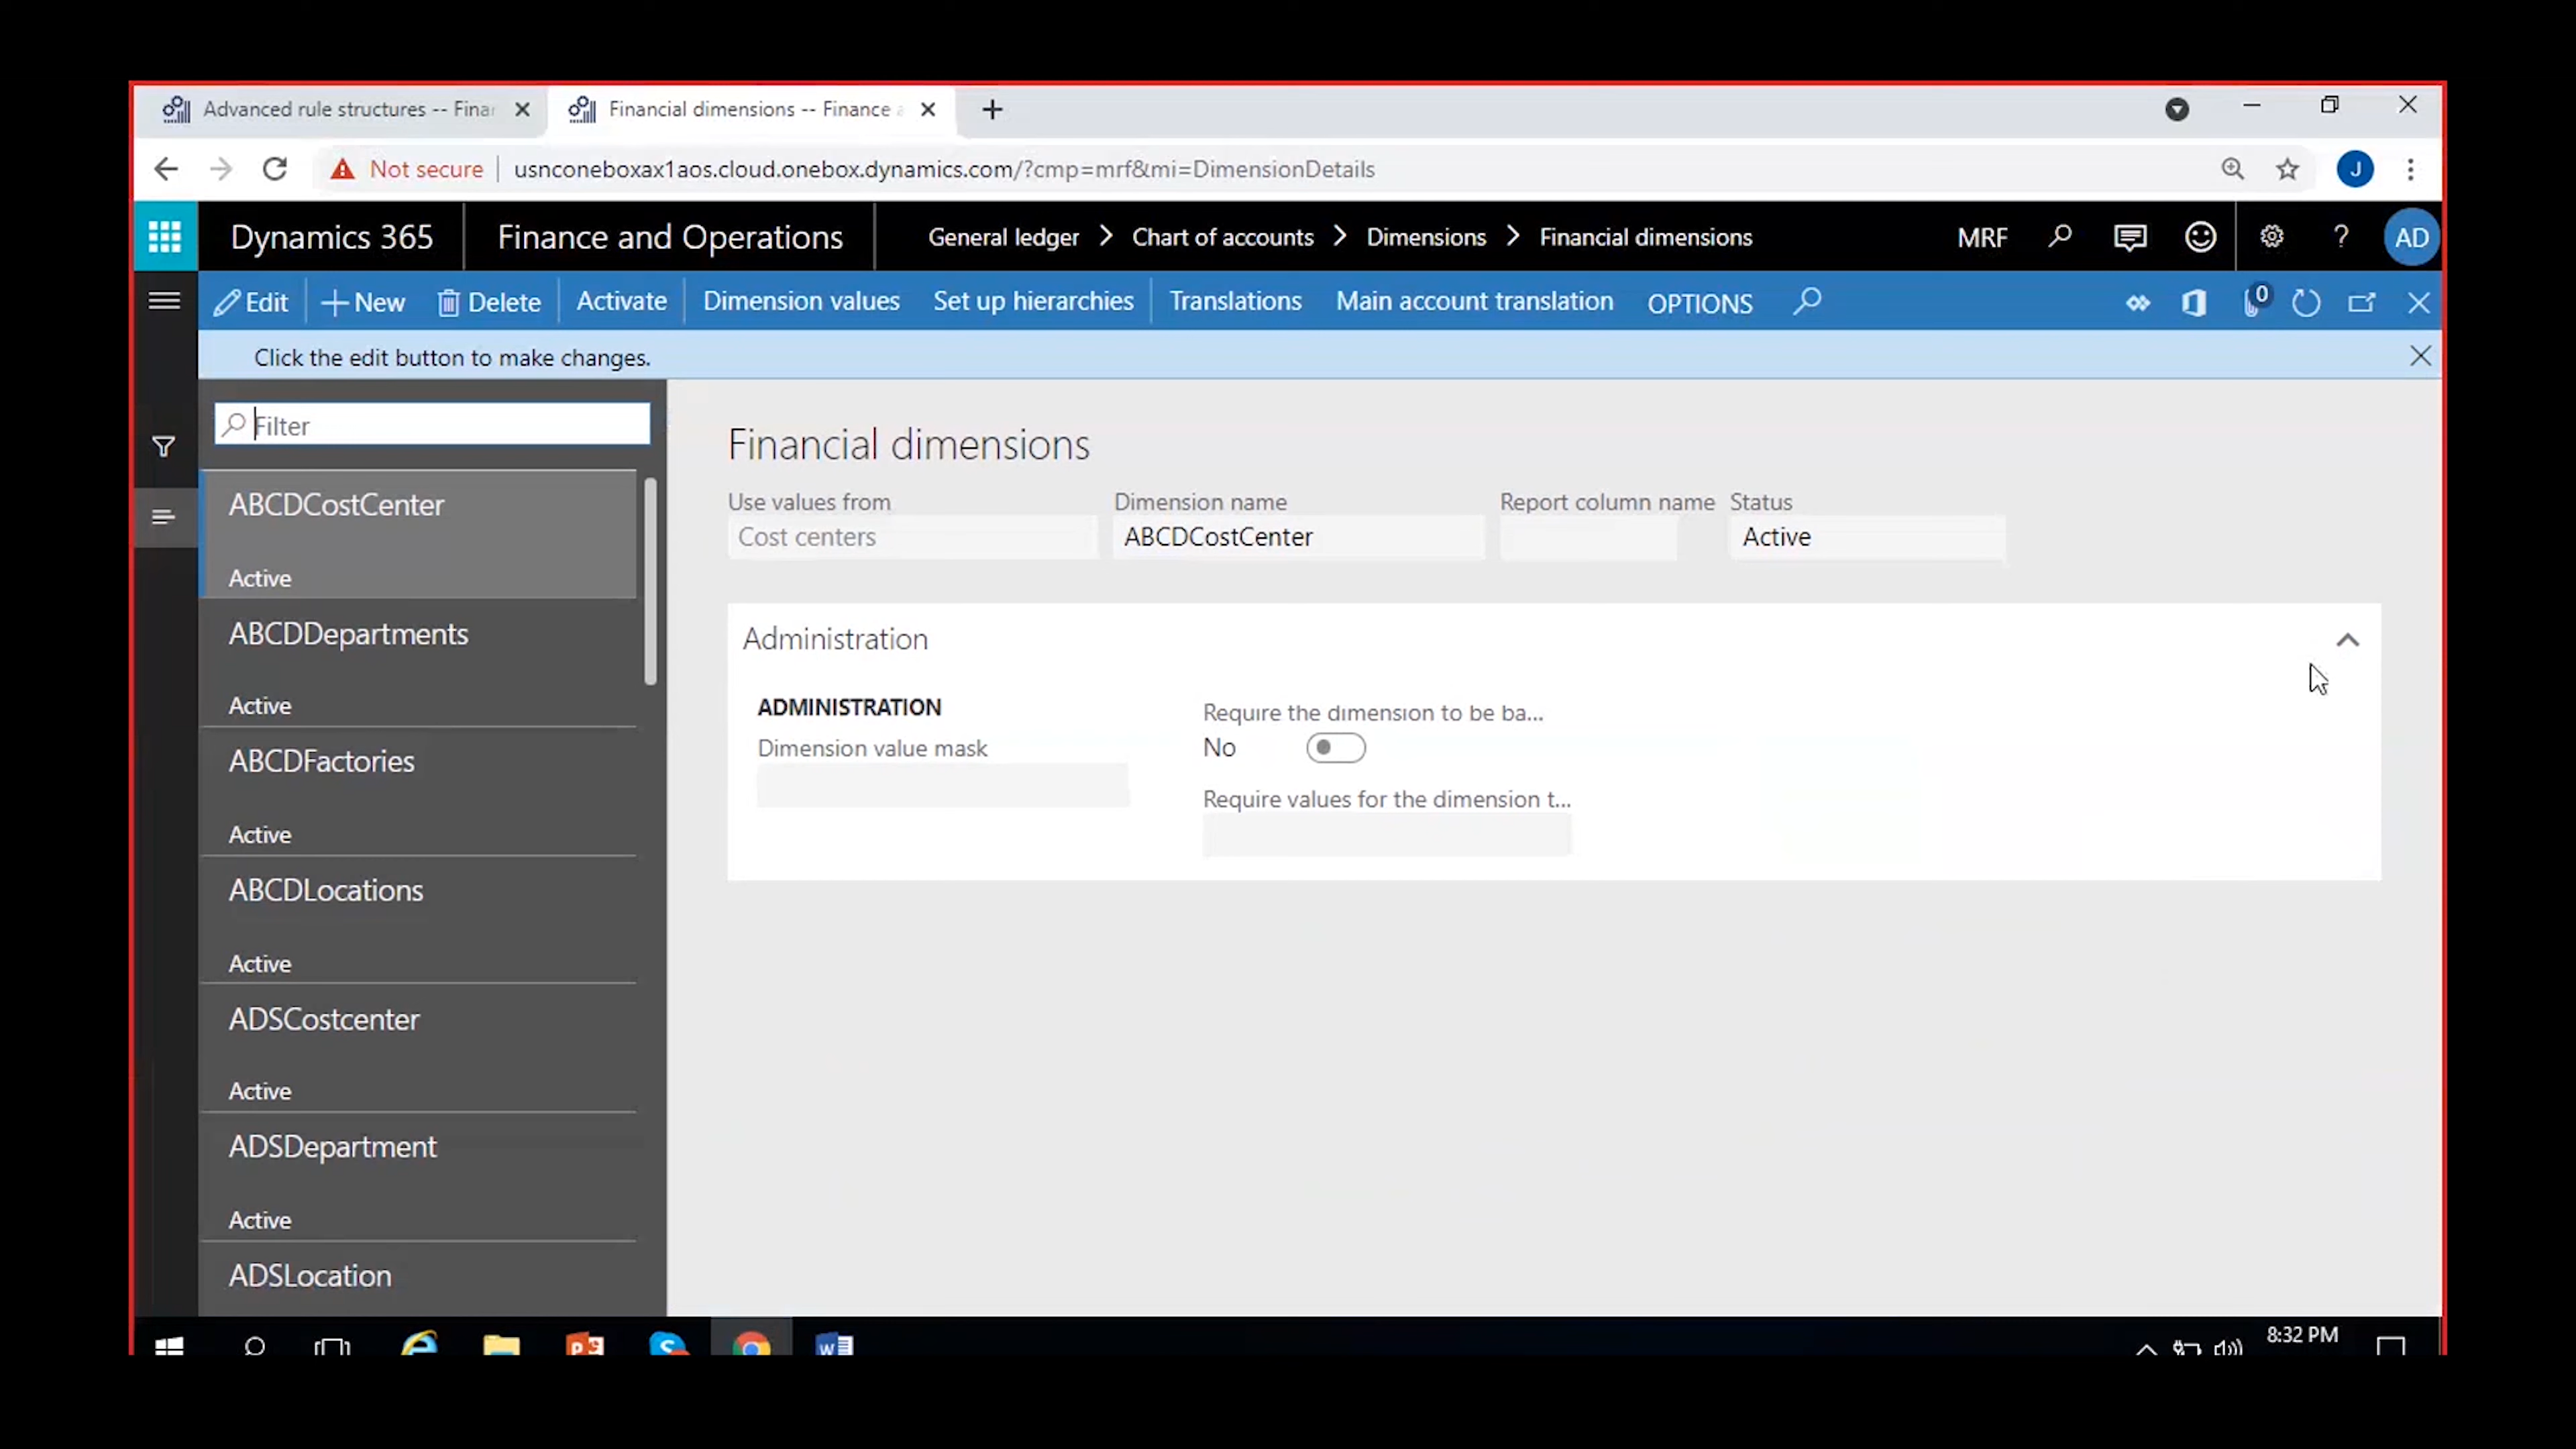 Advanced rule structures -- Finan
Financial dimensions -- Finance a
Not secure
usnconeboxax1aos.cloud.onebox.dynamics.com/?cmp=mrf&mi=DimensionDetails
J
Dynamics 365
Finance and Operations
General ledger > Chart of accounts > Dimensions > Financial dimensions
MRF
?
AD
Edit
+ New
Delete
Activate
Dimension values
Set up hierarchies
Translations
Main account translation
OPTIONS
0
Click the edit button to make changes.
Filter
ABCDCostCenter
Active
ABCDDepartments
Active
ABCDFactories
Active
ABCDLocations
Active
ADSCostcenter
Active
ADSDepartment
Active
ADSLocation
Financial dimensions
Use values from
Dimension name
Report column name
Status
Cost centers
ABCDCostCenter
Active
Administration
ADMINISTRATION
Dimension value mask
Require the dimension to be ba...
No
Require values for the dimension t...
8:32 PM